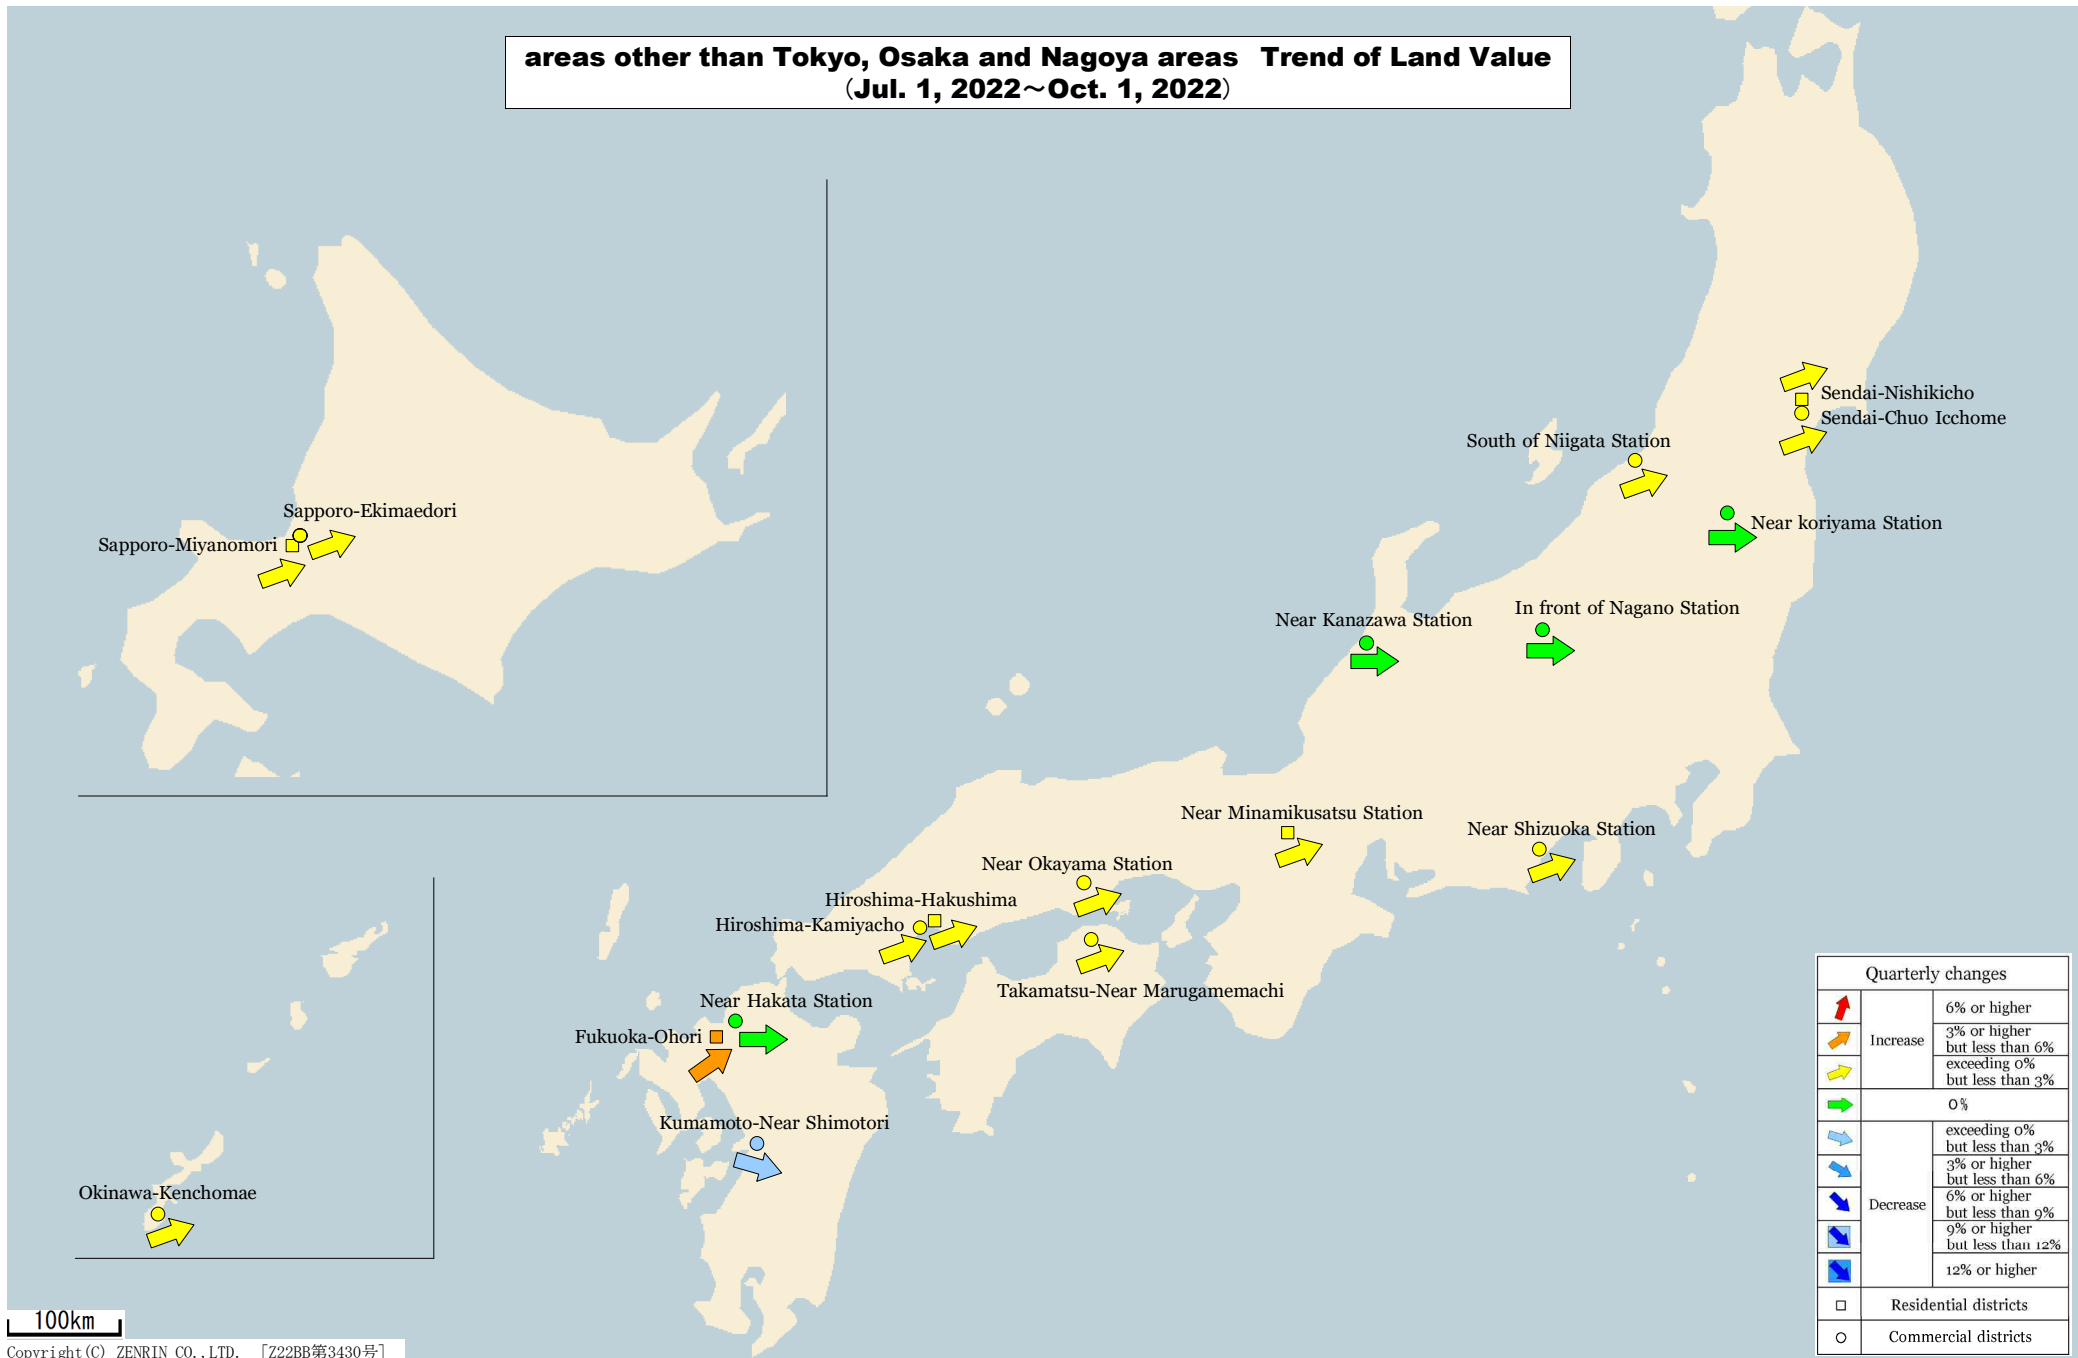 areas other than Tokyo, Osaka and Nagoya areas Trend of Land Value
（Jul. 1, 2022～Oct. 1, 2022）
Sendai-Nishikicho
Sendai-Chuo Icchome
South of Niigata Station
Sapporo-Ekimaedori
Near koriyama Station
Sapporo-Miyanomori
In front of Nagano Station
Near Kanazawa Station
Near Minamikusatsu Station
Near Shizuoka Station
Near Okayama Station
Hiroshima-Hakushima
Hiroshima-Kamiyacho
Takamatsu-Near Marugamemachi
Near Hakata Station
Fukuoka-Ohori
Kumamoto-Near Shimotori
Okinawa-Kenchomae
Quarterly changes
Increase
6% or higher
3% or higher
but less than 6%
exceeding 0%
but less than 3%
0%
Decrease
exceeding 0%
but less than 3%
3% or higher
but less than 6%
6% or higher
but less than 9%
9% or higher
but less than 12%
12% or higher
Residential districts
Commercial districts
100km
Copyright(C) ZENRIN CO.,LTD. [Z22BB第3430号]